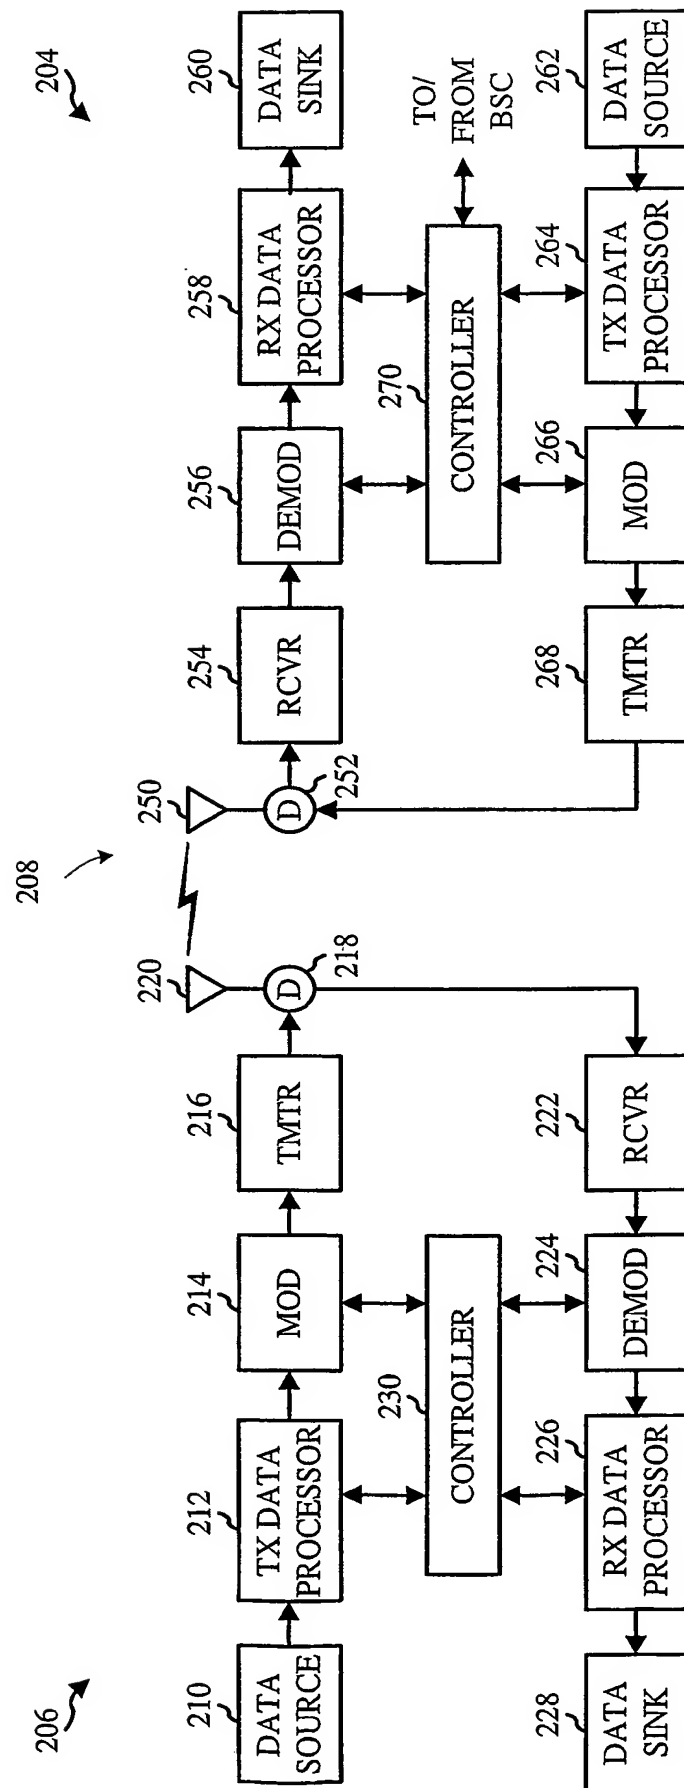 206
204
208
210
DATA
SOURCE
212
TX DATA
PROCESSOR
214
MOD
216
TMTR
220
D
218
250
D
252
254
RCVR
256
DEMOD
258
RX DATA
PROCESSOR
260
DATA
SINK
230
CONTROLLER
270
CONTROLLER
TO/
FROM
BSC
228
DATA
SINK
226
RX DATA
PROCESSOR
224
DEMOD
222
RCVR
268
TMTR
266
MOD
264
TX DATA
PROCESSOR
262
DATA
SOURCE